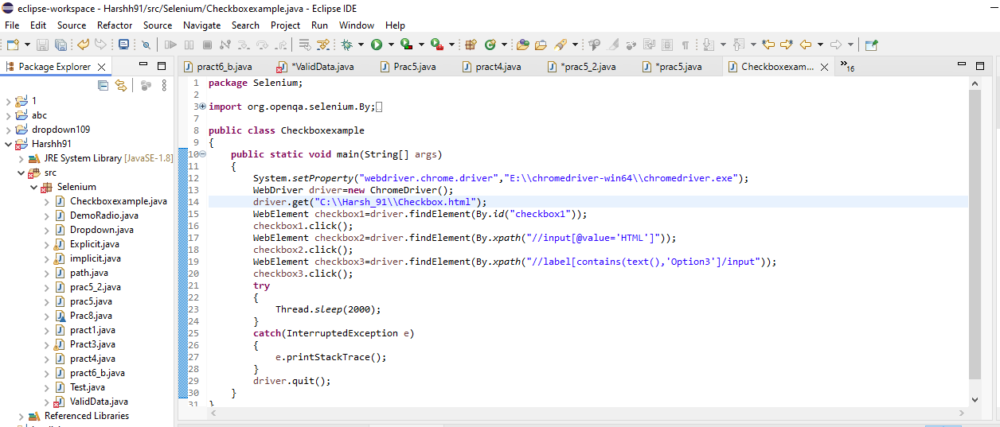 eclipse-workspace - Harshh91/src/Selenium/Checkboxexample.java - Eclipse IDE
File Edit Source Refactor Source Navigate Search Project Run Window Help
Package Explorer
pract6_b.java *ValidData.java Prac5.java pract4.java *prac5_2.java *prac5.java Checkboxexam... »16
1
abc
dropdown109
Harshh91
JRE System Library [JavaSE-1.8]
src
Selenium
Checkboxexample.java
DemoRadio.java
Dropdown.java
Explicit.java
implicit.java
path.java
prac5_2.java
prac5.java
Prac8.java
pract1.java
Pract3.java
pract4.java
pract6_b.java
Test.java
ValidData.java
Referenced Libraries
1 package Selenium;
2
3 import org.openqa.selenium.By;
7
8 public class Checkboxexample
9 {
10 public static void main(String[] args)
11 {
12 System.setProperty("webdriver.chrome.driver","E:\\chromedriver-win64\\chromedriver.exe");
13 WebDriver driver=new ChromeDriver();
14 driver.get("C:\\Harsh_91\\Checkbox.html");
15 WebElement checkbox1=driver.findElement(By.id("checkbox1"));
16 checkbox1.click();
17 WebElement checkbox2=driver.findElement(By.xpath("//input[@value='HTML']"));
18 checkbox2.click();
19 WebElement checkbox3=driver.findElement(By.xpath("//label[contains(text(),'Option3']/input"));
20 checkbox3.click();
21 try
22 {
23 Thread.sleep(2000);
24 }
25 catch(InterruptedException e)
26 {
27 e.printStackTrace();
28 }
29 driver.quit();
30 }
31 }